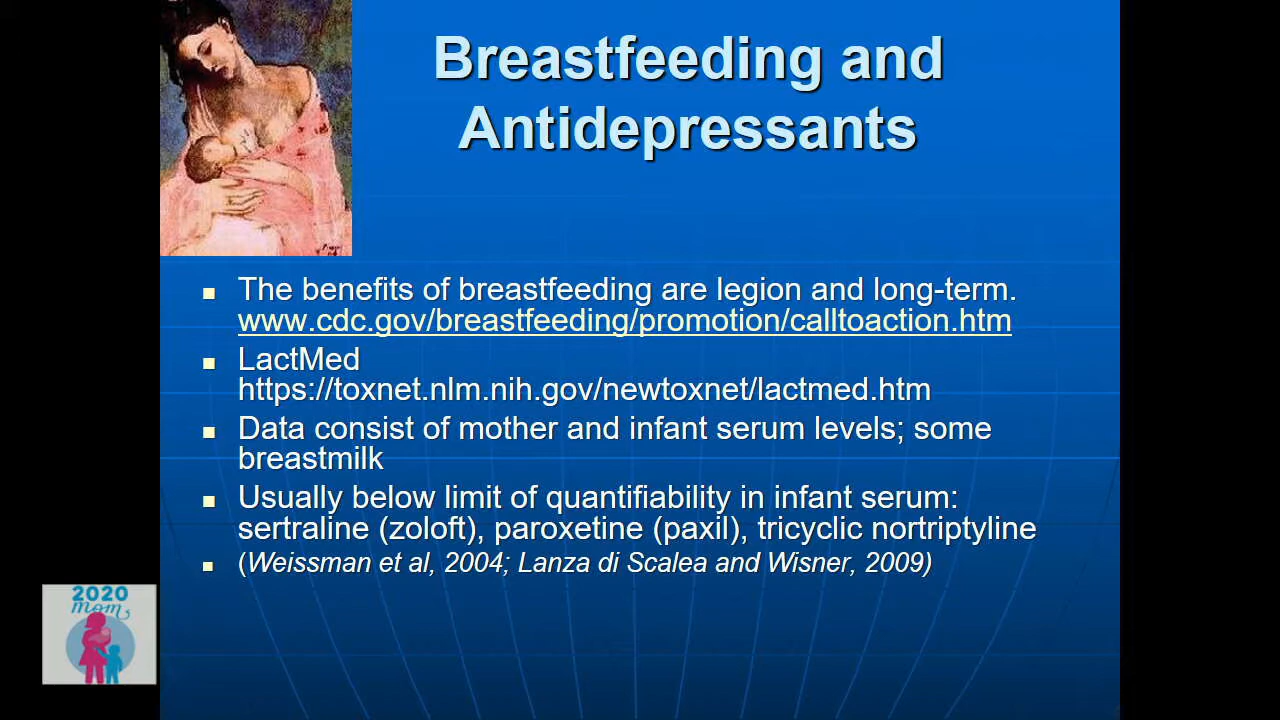 Breastfeeding and
Antidepressants
The benefits of breastfeeding are legion and long-term.
www.cdc.gov/breastfeeding/promotion/calltoaction.htm
LactMed
https://toxnet.nlm.nih.gov/newtoxnet/lactmed.htm
Data consist of mother and infant serum levels; some
breastmilk
Usually below limit of quantifiability in infant serum:
sertraline (zoloft), paroxetine (paxil), tricyclic nortriptyline
(Weissman et al, 2004; Lanza di Scalea and Wisner, 2009)
2020
mom